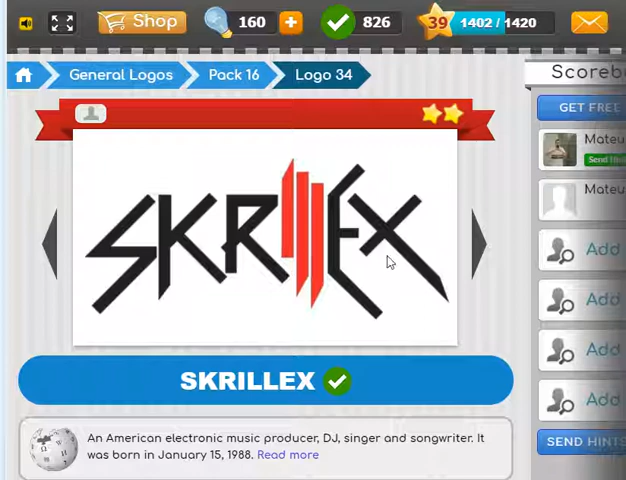 Shop
160
826
39
1402 / 1420
General Logos
Pack 16
Logo 34
Scoreb
GET FREE
SKRILLEX
Mateu
Send Hin
Mateu
Add
Add
Add
Add
SKRILLEX
SEND HINTS
An American electronic music producer, DJ, singer and songwriter. It
was born in January 15, 1988. Read more